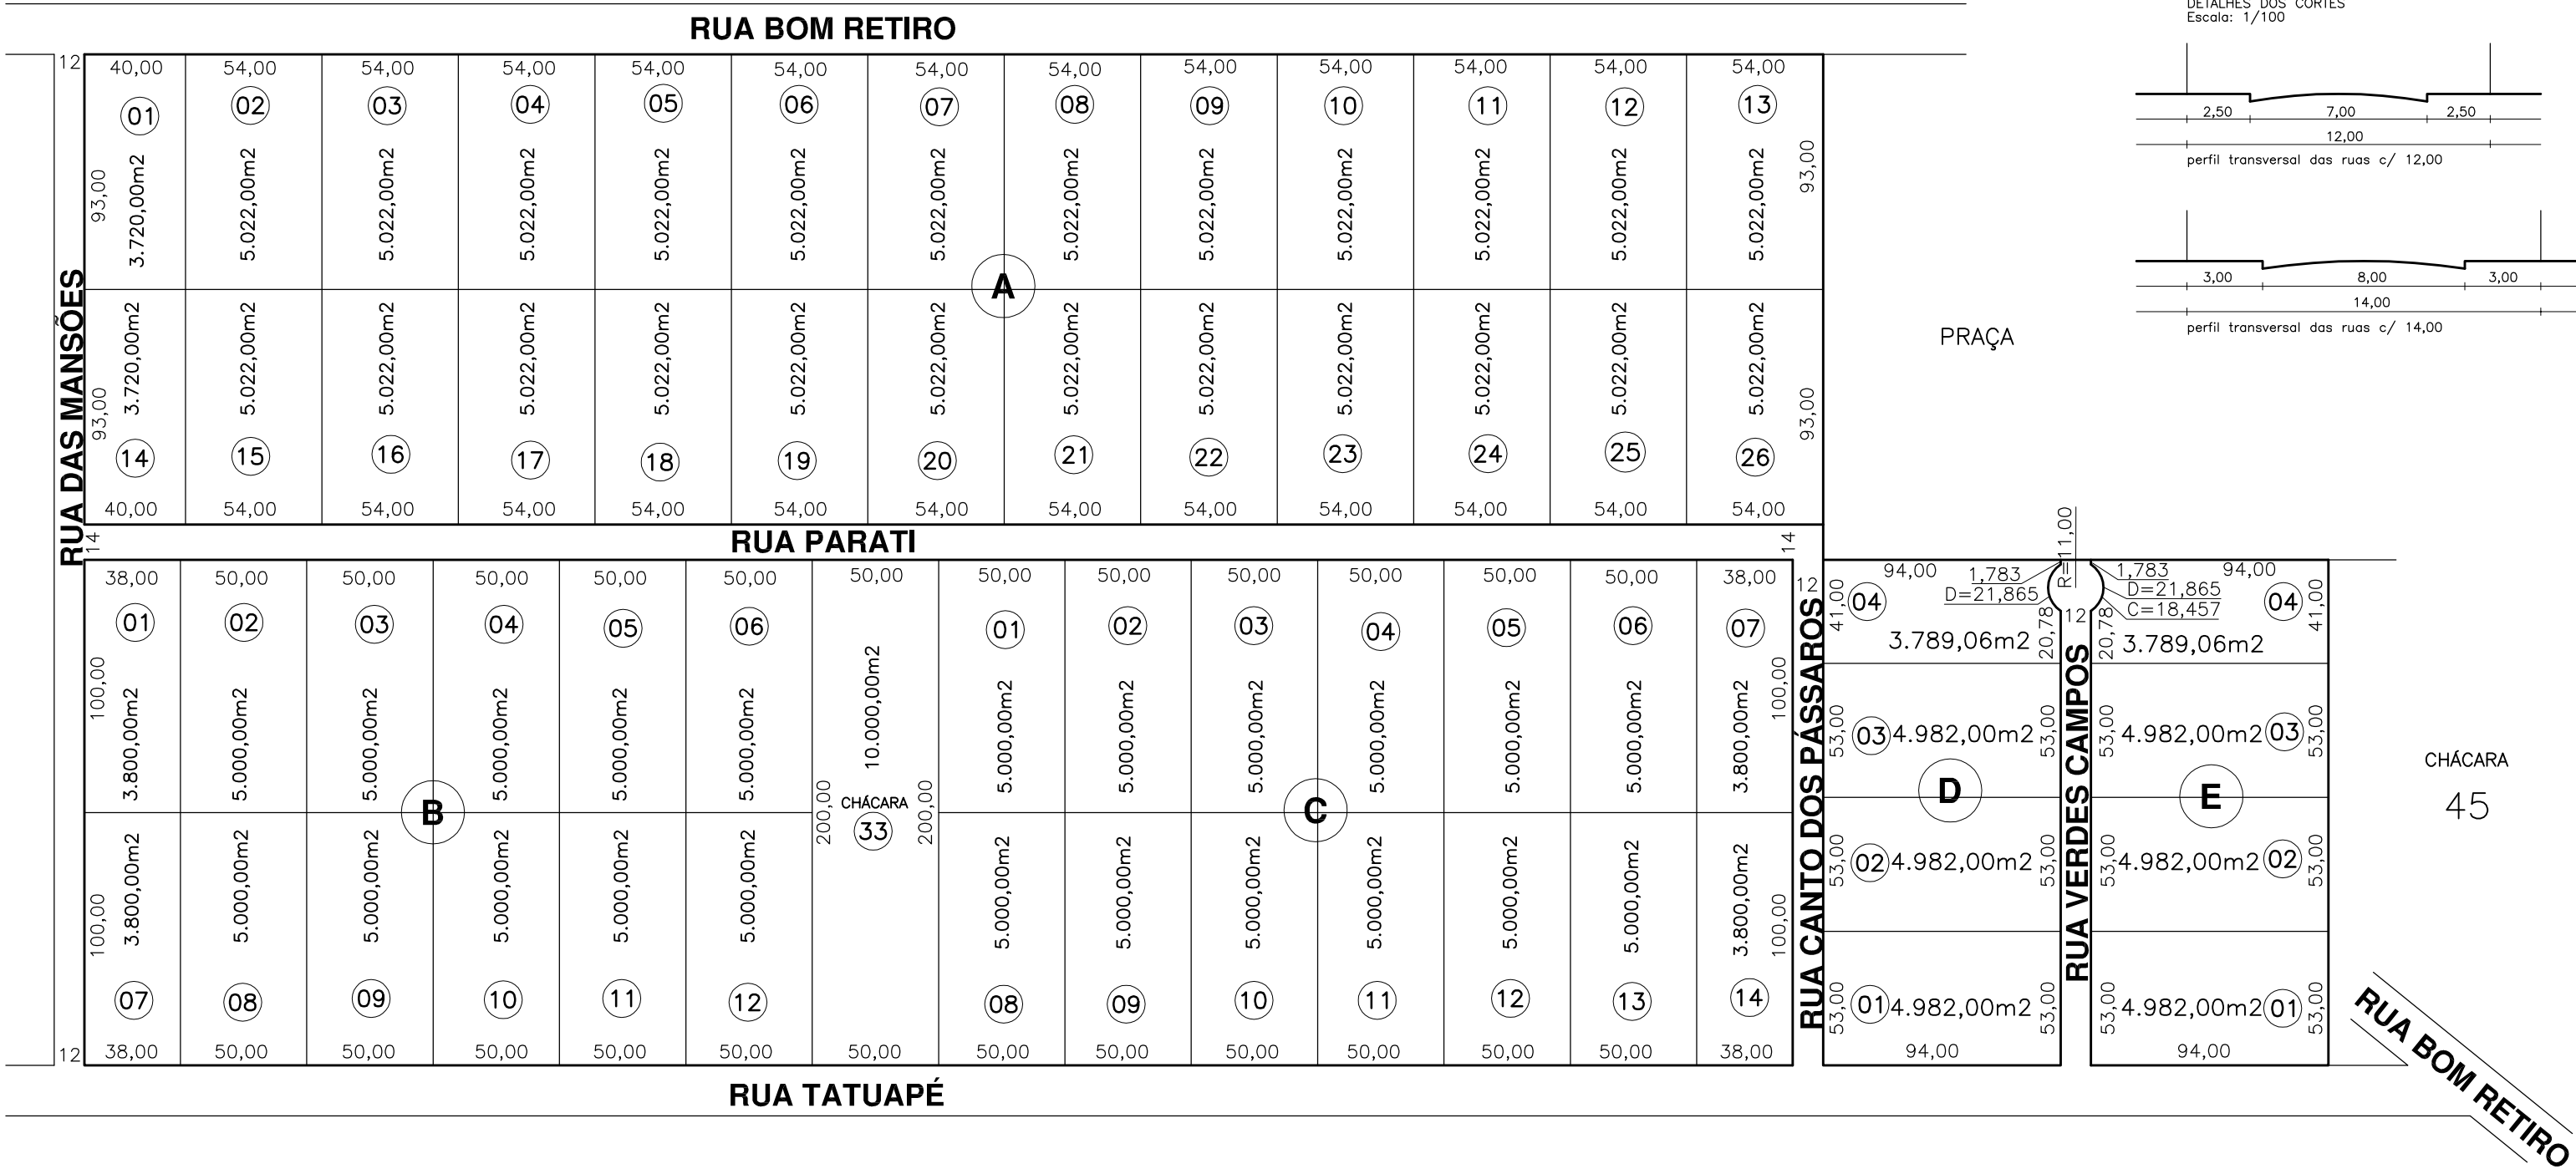 DETALHES DOS CORTES
Escala: 1/100
RUA BOM RETIRO
12
40,00 54,00 54,00 54,00 54,00 54,00 54,00 54,00 54,00 54,00 54,00 54,00 54,00
01 02 03 04 05 06 07 08 09 10 11 12 13
93,00 3.720,00m2 5.022,00m2 5.022,00m2 5.022,00m2 5.022,00m2 5.022,00m2 5.022,00m2 5.022,00m2 5.022,00m2 5.022,00m2 5.022,00m2 5.022,00m2 5.022,00m2 93,00
A
93,00 3.720,00m2 5.022,00m2 5.022,00m2 5.022,00m2 5.022,00m2 5.022,00m2 5.022,00m2 5.022,00m2 5.022,00m2 5.022,00m2 5.022,00m2 5.022,00m2 5.022,00m2 93,00
14 15 16 17 18 19 20 21 22 23 24 25 26
40,00 54,00 54,00 54,00 54,00 54,00 54,00 54,00 54,00 54,00 54,00 54,00 54,00
RUA DAS MANSÕES
2,50 7,00 2,50
12,00
perfil transversal das ruas c/ 12,00
3,00 8,00 3,00
14,00
perfil transversal das ruas c/ 14,00
PRAÇA
14
RUA PARATI
14
38,00 50,00 50,00 50,00 50,00 50,00 50,00 50,00 50,00 50,00 50,00 50,00 50,00 38,00
12
01 02 03 04 05 06 01 02 03 04 05 06 07
100,00 3.800,00m2 5.000,00m2 5.000,00m2 5.000,00m2 5.000,00m2 5.000,00m2 10.000,00m2 5.000,00m2 5.000,00m2 5.000,00m2 5.000,00m2 5.000,00m2 5.000,00m2 3.800,00m2 100,00
B
200,00 CHÁCARA 200,00
33
C
100,00 3.800,00m2 5.000,00m2 5.000,00m2 5.000,00m2 5.000,00m2 5.000,00m2 5.000,00m2 5.000,00m2 5.000,00m2 5.000,00m2 5.000,00m2 5.000,00m2 3.800,00m2 100,00
07 08 09 10 11 12 08 09 10 11 12 13 14
38,00 50,00 50,00 50,00 50,00 50,00 50,00 50,00 50,00 50,00 50,00 50,00 50,00 38,00
12
RUA TATUAPÉ
RUA CANTO DOS PÁSSAROS
R=11,00
94,00 1,783 1,783 94,00
D=21,865 D=21,865
C=18,457
41,00 04 12 04 41,00
20,78 20,78
3.789,06m2 3.789,06m2
53,00 03 4.982,00m2 53,00 53,00 4.982,00m2 03 53,00
D E
53,00 02 4.982,00m2 53,00 53,00 4.982,00m2 02 53,00
53,00 01 4.982,00m2 53,00 53,00 4.982,00m2 01 53,00
94,00 94,00
RUA VERDES CAMPOS
CHÁCARA
45
RUA BOM RETIRO